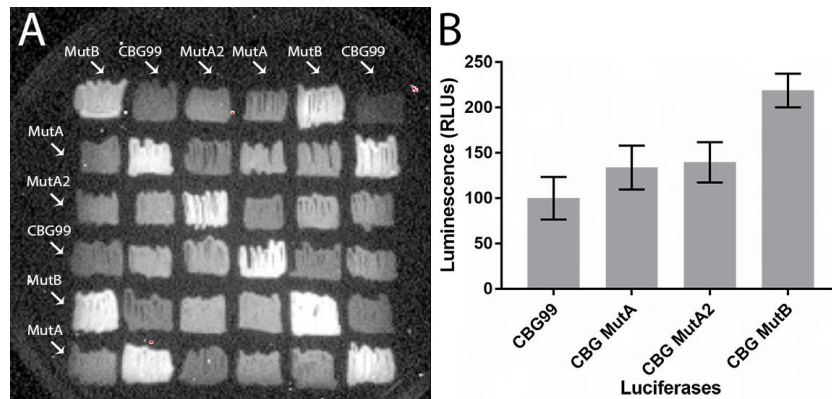 A
MutB CBG99 MutA2 MutA MutB CBG99
MutA
MutA2
CBG99
MutB
MutA
B
Luminescence (RLUs)
250
200
150
100
50
0
CBG99
CBG MutA
CBG MutA2
CBG MutB
Luciferases